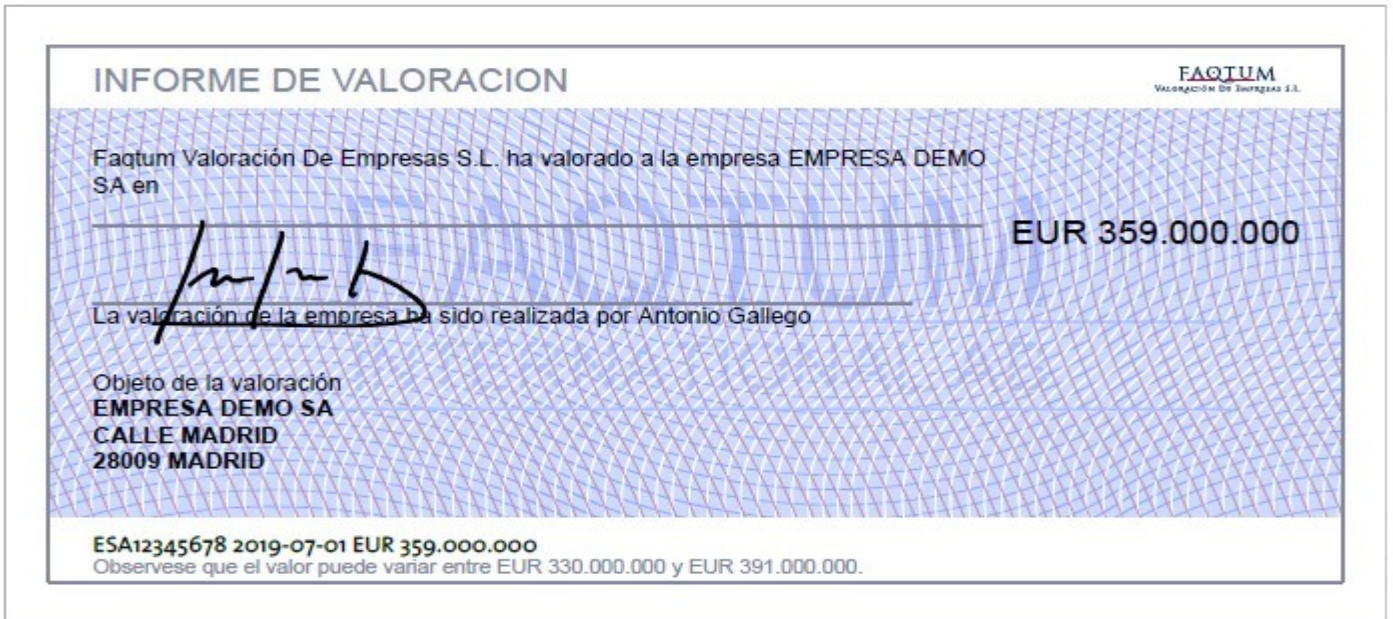 INFORME DE VALORACION
FAQTUM
VALORACIÓN DE EMPRESAS S.L.
Faqtum Valoración De Empresas S.L. ha valorado a la empresa EMPRESA DEMO
SA en
EUR 359.000.000
La valoración de la empresa ha sido realizada por Antonio Gallego
Objeto de la valoración
EMPRESA DEMO SA
CALLE MADRID
28009 MADRID
FAQTUM
ESA12345678 2019-07-01 EUR 359.000.000
Observese que el valor puede variar entre EUR 330.000.000 y EUR 391.000.000.